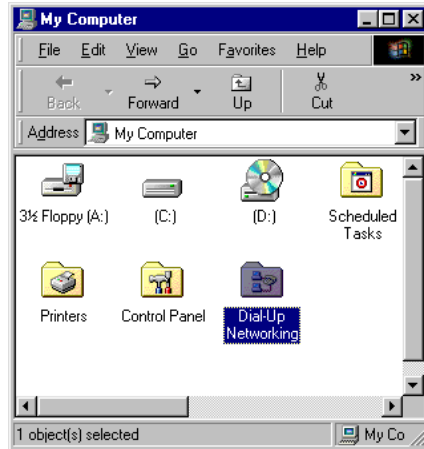 My Computer
File Edit View Go Favorites Help
Back Forward Up Cut »
Address My Computer
3½ Floppy (A:) (C:) (D:) Scheduled
Tasks
Printers Control Panel Dial-Up
Networking
1 object(s) selected My Co